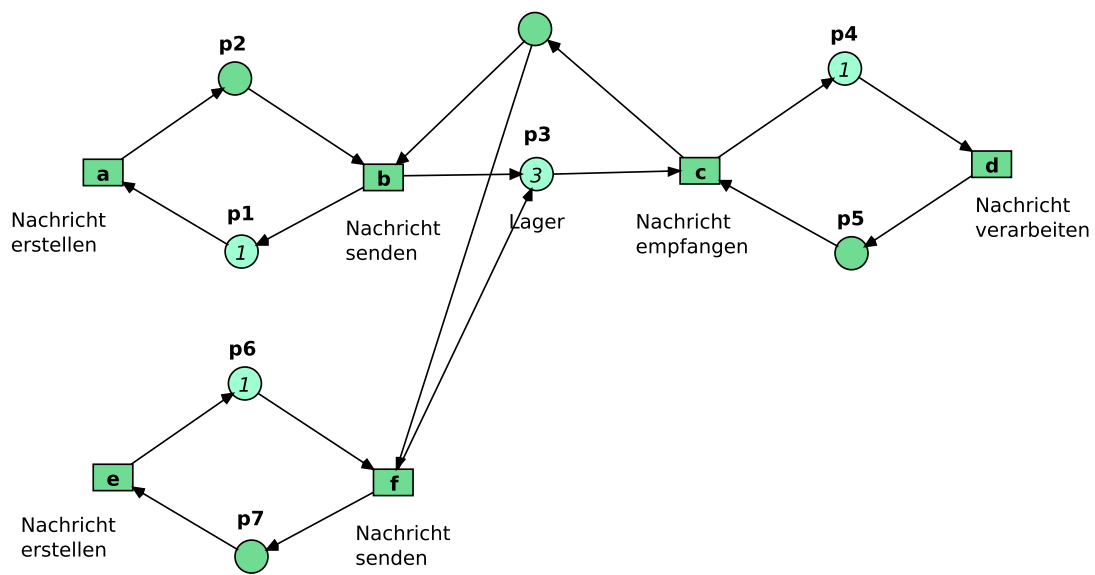 p2
p4
1
p3
a
b
3
c
d
Nachricht
erstellen
p1
1
Nachricht
senden
Lager
Nachricht
empfangen
p5
Nachricht
verarbeiten
p6
1
e
f
Nachricht
erstellen
p7
Nachricht
senden